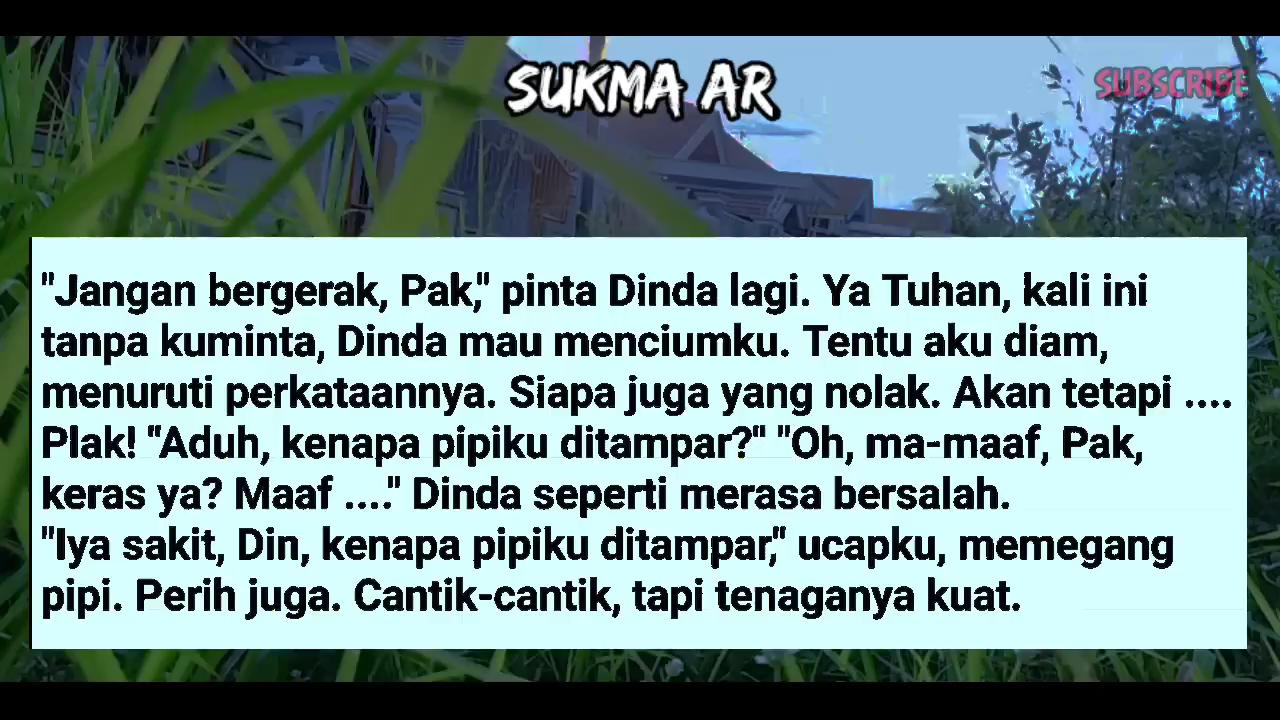 SUKMA AR
SUBSCRIBE
"Jangan bergerak, Pak," pinta Dinda lagi. Ya Tuhan, kali ini
tanpa kuminta, Dinda mau menciumku. Tentu aku diam,
menuruti perkataannya. Siapa juga yang nolak. Akan tetapi ....
Plak! "Aduh, kenapa pipiku ditampar?" "Oh, ma-maaf, Pak,
keras ya? Maaf ...." Dinda seperti merasa bersalah.
"Iya sakit, Din, kenapa pipiku ditampar," ucapku, memegang
pipi. Perih juga. Cantik-cantik, tapi tenaganya kuat.